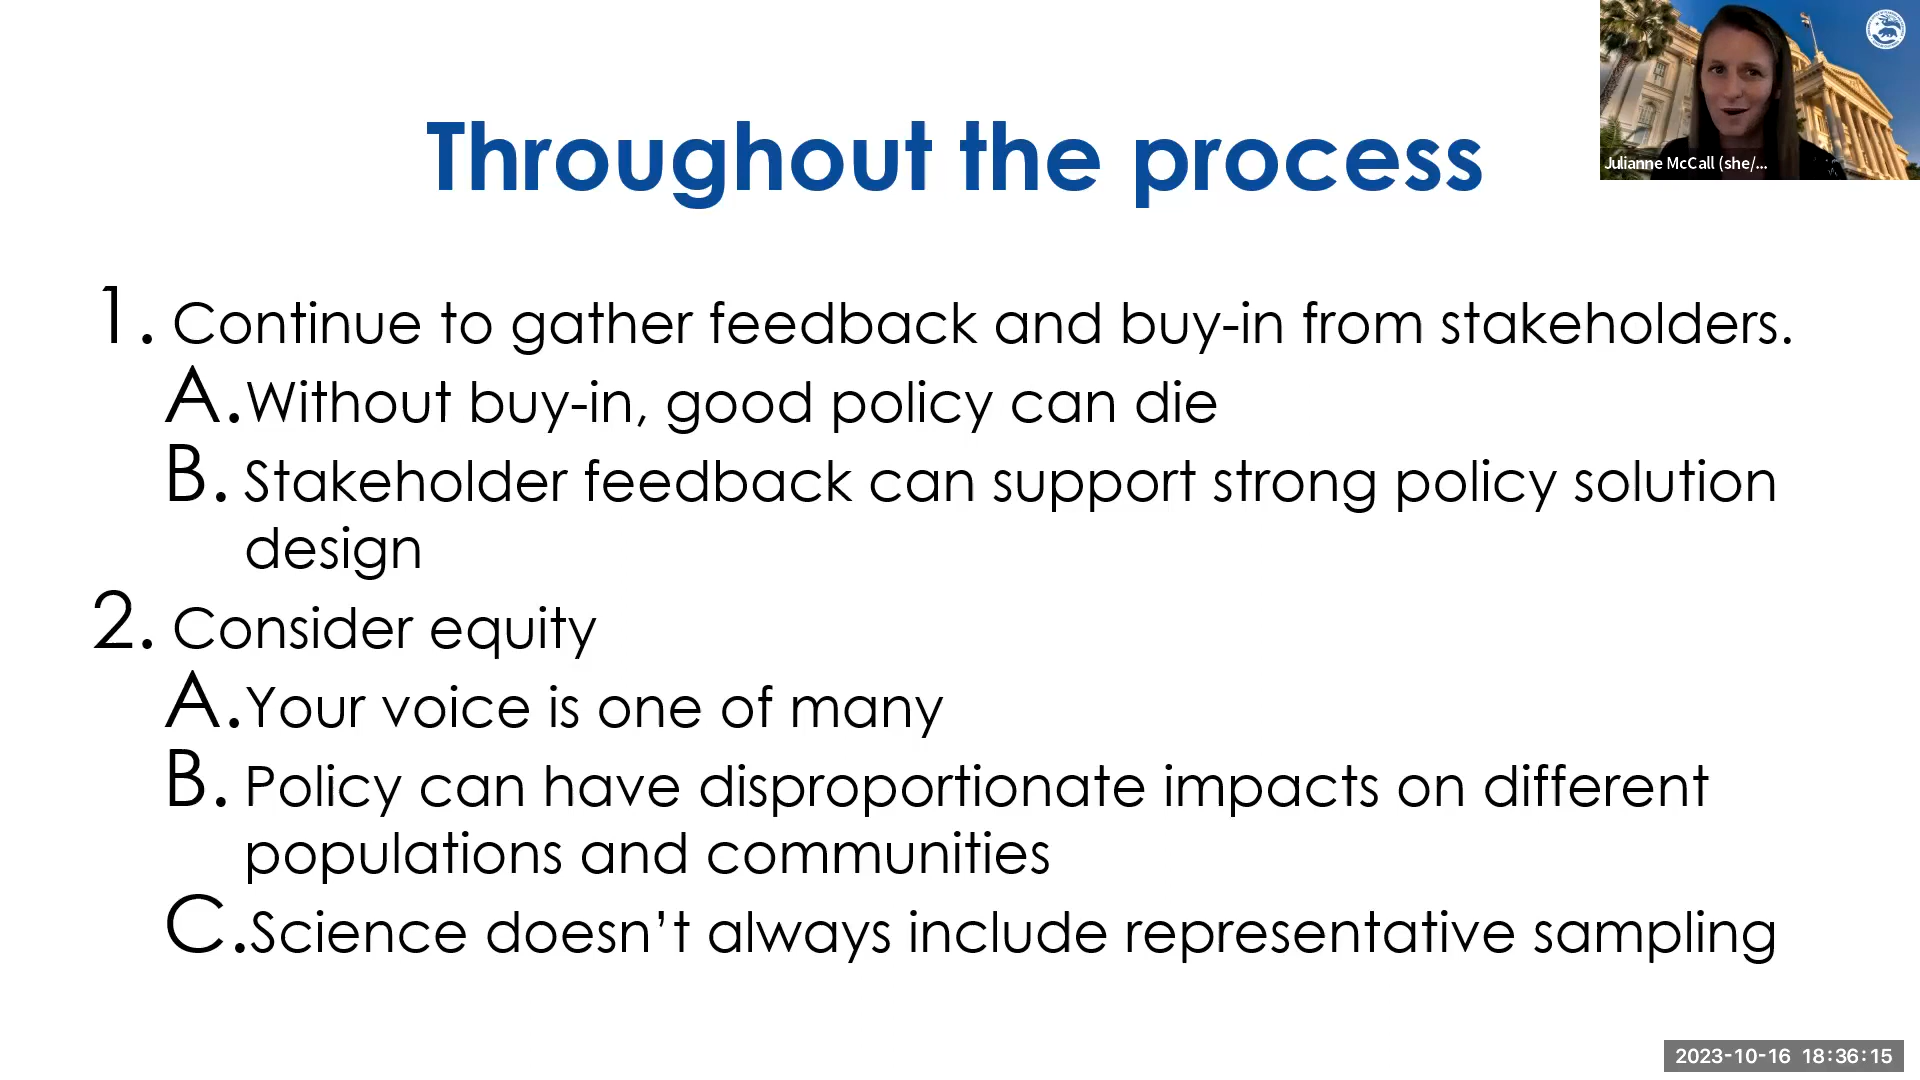 Throughout the process
Julianne McCall (she/...
1. Continue to gather feedback and buy-in from stakeholders.
A. Without buy-in, good policy can die
B. Stakeholder feedback can support strong policy solution
design
2. Consider equity
A. Your voice is one of many
B. Policy can have disproportionate impacts on different
populations and communities
C. Science doesn’t always include representative sampling
2023-10-16 18:36:15